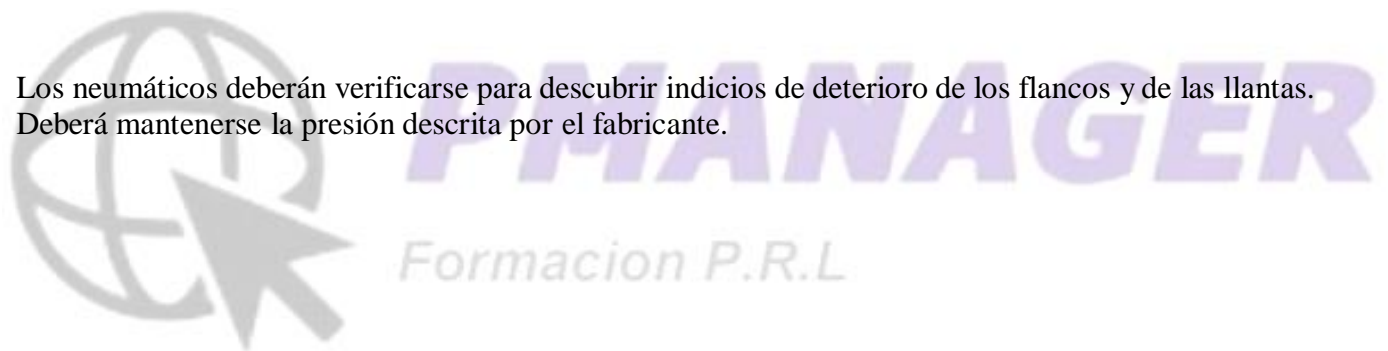 Los neumáticos deberán verificarse para descubrir indicios de deterioro de los flancos y de las llantas.
Deberá mantenerse la presión descrita por el fabricante.
PMANAGER
Formacion P.R.L